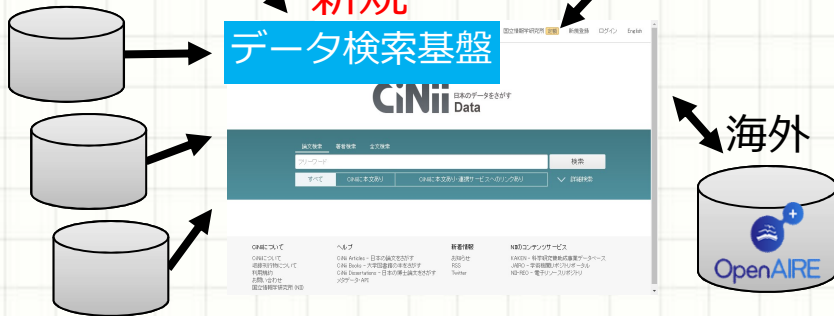 新規
データ検索基盤
国立情報学研究所 新規登録 ログイン English
CiNii 日本のデータをさがす
Data
論文検索 著者検索 全文検索
フリーワード 検索
すべて CiNiiに本文あり CiNiiに本文あり・連携サービスへのリンクあり 詳細検索
海外
OpenAIRE
CiNiiについて ヘルプ 新着情報 NIIのコンテンツサービス
CiNiiについて CiNii Articles - 日本の論文をさがす お知らせ KAKEN - 科学研究費助成事業データベース
収録刊行物について CiNii Books - 大学図書館の本をさがす RSS JAIRO - 学術機関リポジトリポータル
利用規約 CiNii Dissertations - 日本の博士論文をさがす Twitter NII-REO - 電子リソースリポジトリ
お問い合わせ メタデータ・API
国立情報学研究所 (NII)